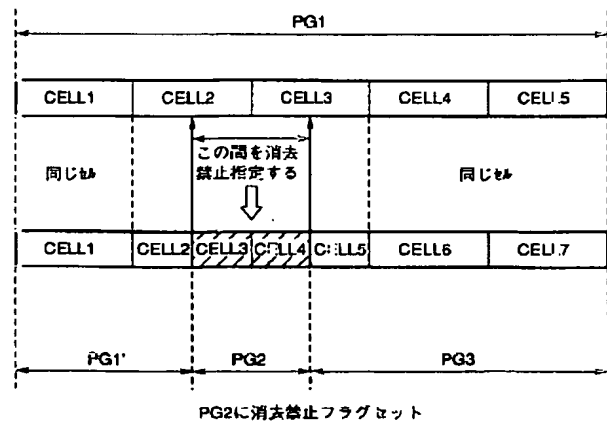 PG1
CELL1 CELL2 CELL3 CELL4 CELL5
この間を消去
禁止指定する
同じセル 同じセル
CELL1 CELL2 CELL3 CELL4 CELL5 CELL6 CELL7
PG1' PG2 PG3
PG2に消去禁止フラグセット